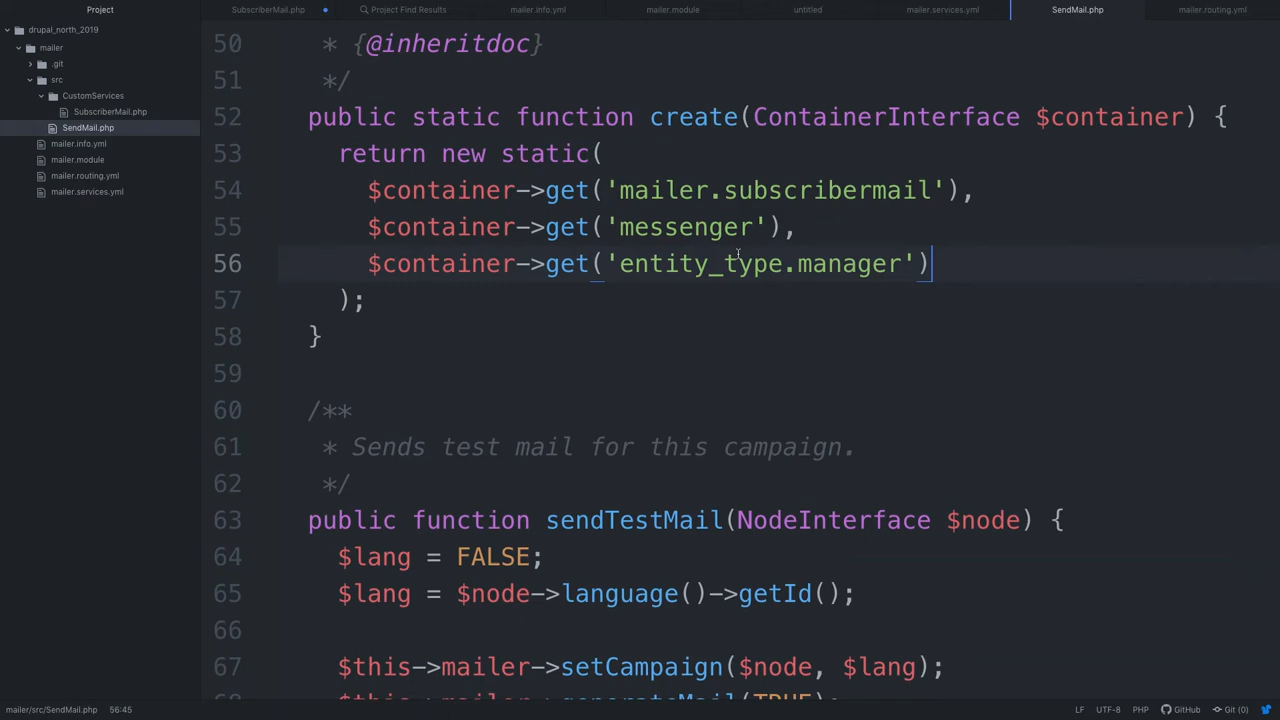 Project
SubscriberMail.php
Project Find Results
mailer.info.yml
mailer.module
untitled
mailer.services.yml
SendMail.php
mailer.routing.yml
drupal_north_2019
mailer
.git
src
CustomServices
SubscriberMail.php
SendMail.php
mailer.info.yml
mailer.module
mailer.routing.yml
mailer.services.yml
50 * {@inheritdoc}
51 */
52 public static function create(ContainerInterface $container) {
53 return new static(
54 $container->get('mailer.subscribermail'),
55 $container->get('messenger'),
56 $container->get('entity_type.manager')
57 );
58 }
59
60 /**
61 * Sends test mail for this campaign.
62 */
63 public function sendTestMail(NodeInterface $node) {
64 $lang = FALSE;
65 $lang = $node->language()->getId();
66
67 $this->mailer->setCampaign($node, $lang);
68 $this->mailer->generateMail(TRUE);
mailer/src/SendMail.php 56:45 LF UTF-8 PHP GitHub Git (0)